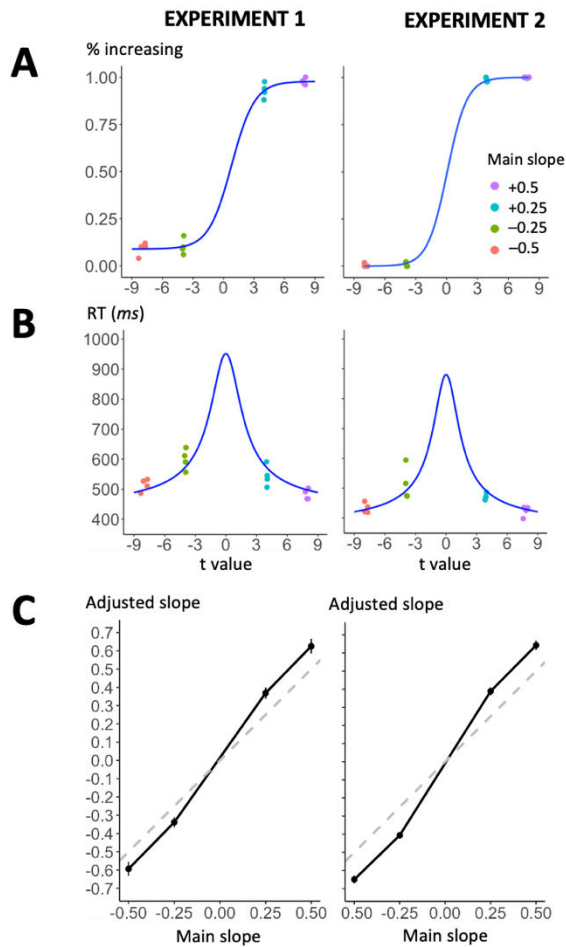 EXPERIMENT 1 EXPERIMENT 2
A
% increasing
1.00
0.75
0.50
0.25
0.00
-9 -6 -3 0 3 6 9
-9 -6 -3 0 3 6 9
Main slope
+0.5
+0.25
−0.25
−0.5
B
RT (ms)
1000
900
800
700
600
500
400
-9 -6 -3 0 3 6 9
-9 -6 -3 0 3 6 9
t value t value
C
Adjusted slope Adjusted slope
0.7
0.6
0.5
0.4
0.3
0.2
0.1
0.0
-0.1
-0.2
-0.3
-0.4
-0.5
-0.6
-0.7
-0.50 -0.25 0.00 0.25 0.50
-0.50 -0.25 0.00 0.25 0.50
Main slope Main slope